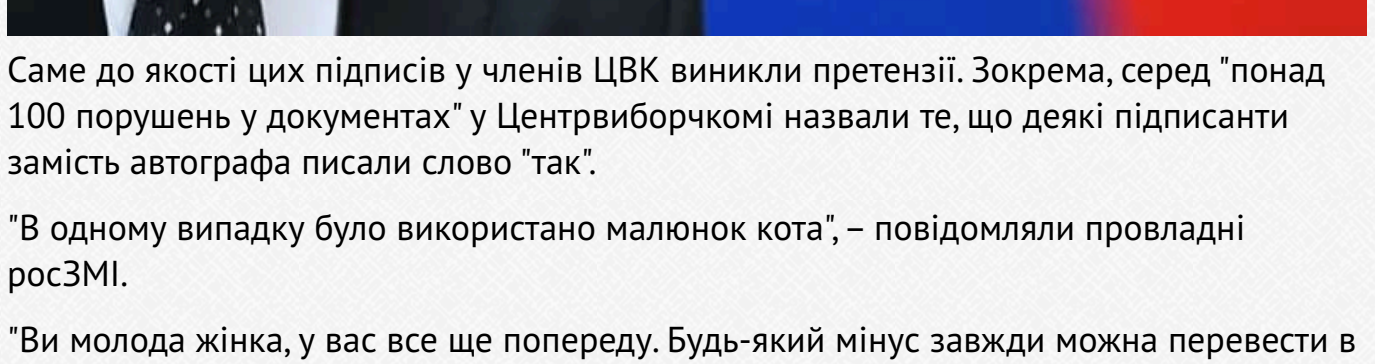 Саме до якості цих підписів у членів ЦВК виникли претензії. Зокрема, серед "понад
100 порушень у документах" у Центрвиборчкомі назвали те, що деякі підписанти
замість автографа писали слово "так".
"В одному випадку було використано малюнок кота", – повідомляли провладні
росЗМІ.
"Ви молода жінка, у вас все ще попереду. Будь-який мінус завжди можна перевести в